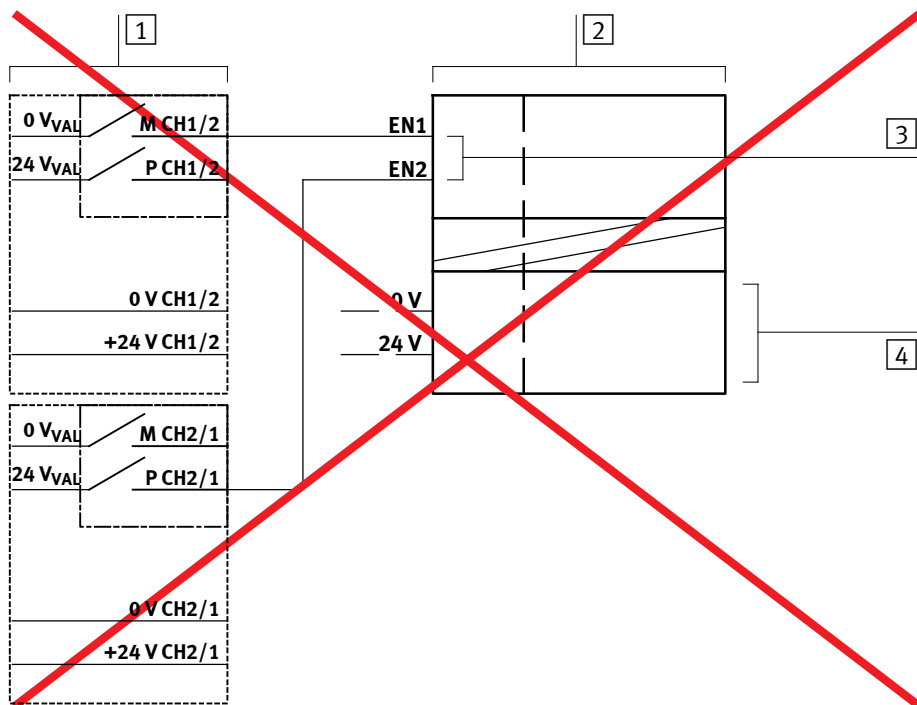 1
2
0 VVAL
M CH1/2
EN1
3
24 VVAL
P CH1/2
EN2
0 V CH1/2
0 V
+24 V CH1/2
24 V
4
0 VVAL
M CH2/1
24 VVAL
P CH2/1
0 V CH2/1
+24 V CH2/1